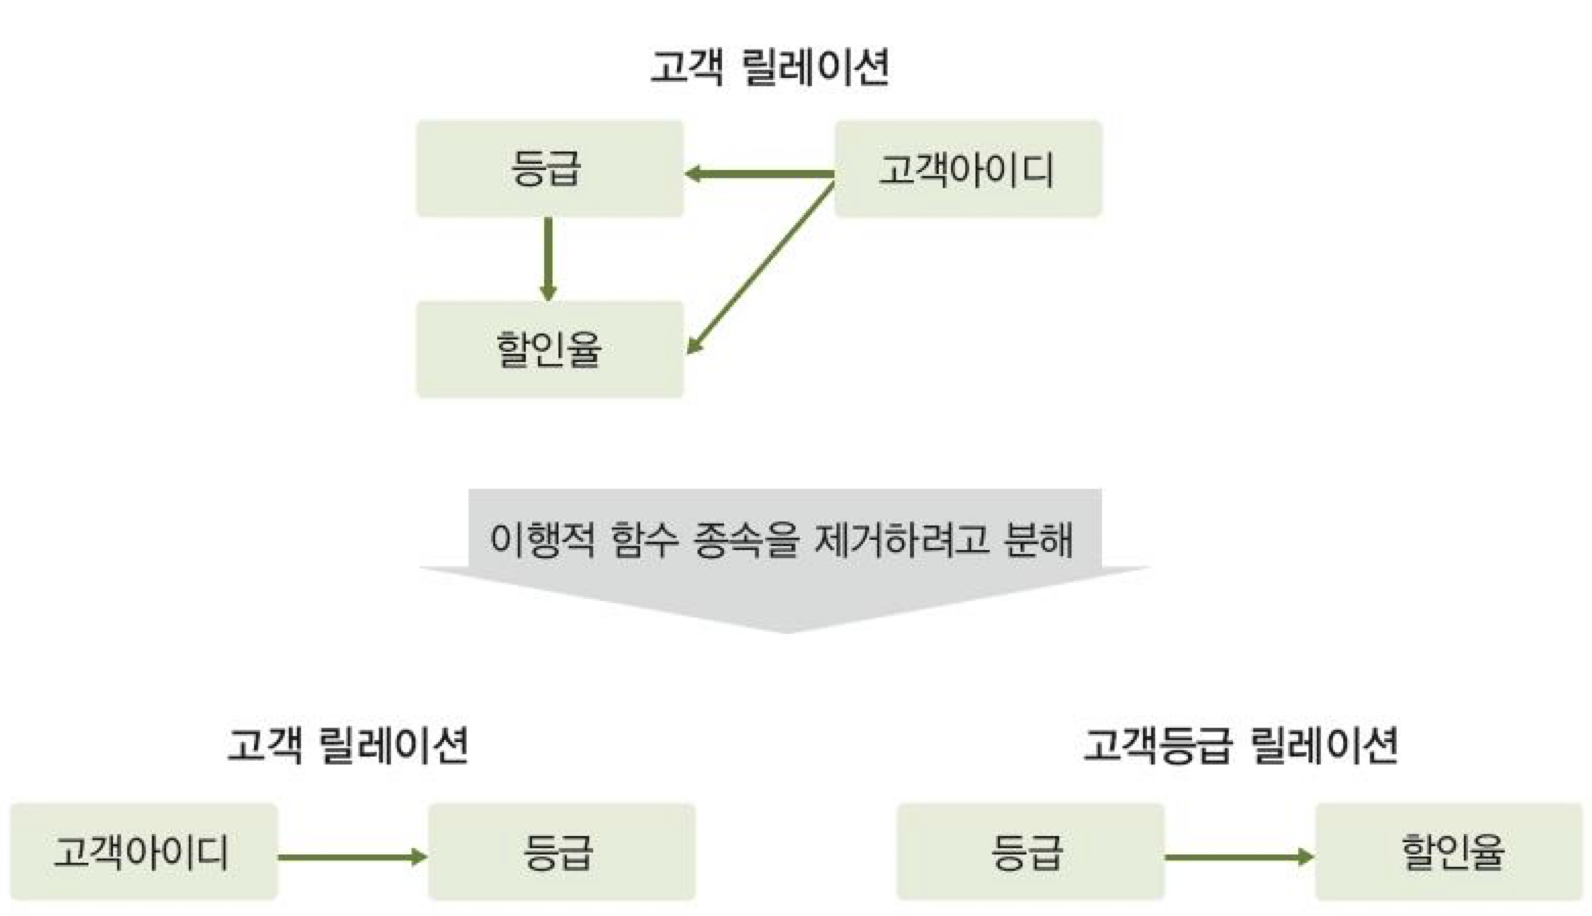 고객 릴레이션
등급
고객아이디
할인율
이행적 함수 종속을 제거하려고 분해
고객 릴레이션
고객등급 릴레이션
고객아이디
등급
등급
할인율